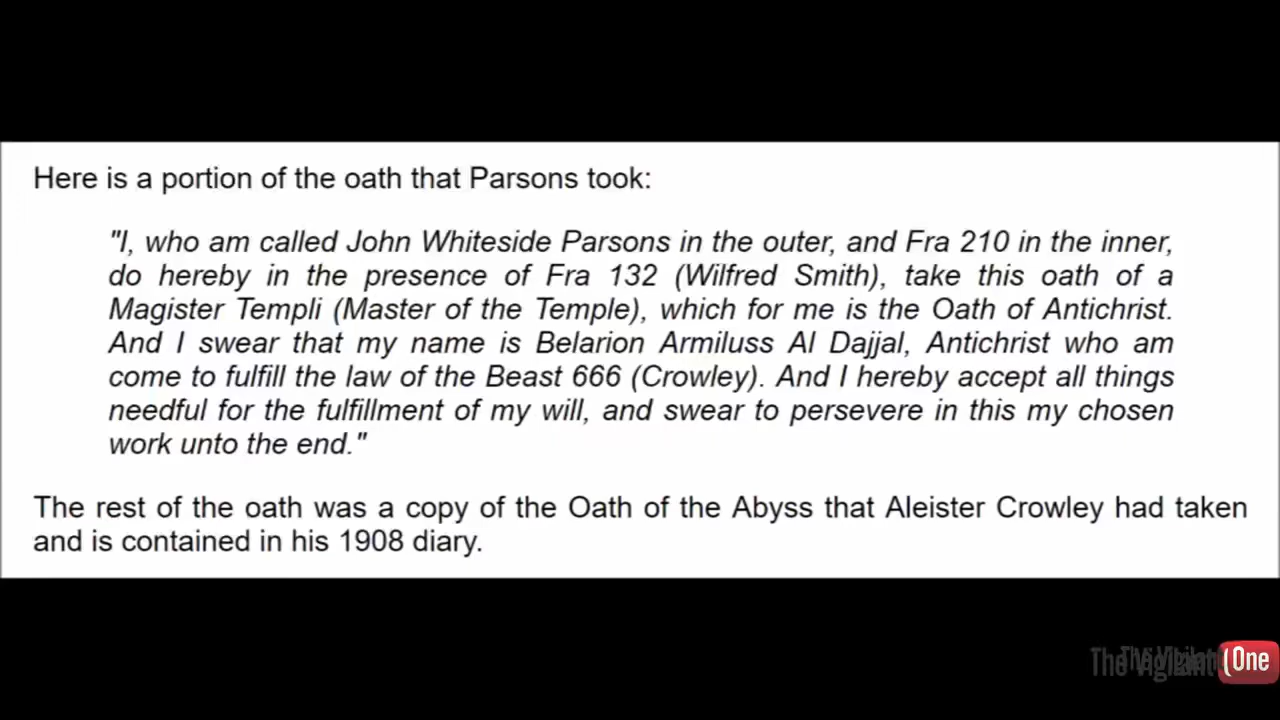 Here is a portion of the oath that Parsons took:
"I, who am called John Whiteside Parsons in the outer, and Fra 210 in the inner,
do hereby in the presence of Fra 132 (Wilfred Smith), take this oath of a
Magister Templi (Master of the Temple), which for me is the Oath of Antichrist.
And I swear that my name is Belarion Armiluss Al Dajjal, Antichrist who am
come to fulfill the law of the Beast 666 (Crowley). And I hereby accept all things
needful for the fulfillment of my will, and swear to persevere in this my chosen
work unto the end."
The rest of the oath was a copy of the Oath of the Abyss that Aleister Crowley had taken
and is contained in his 1908 diary.
The Vigilant (One